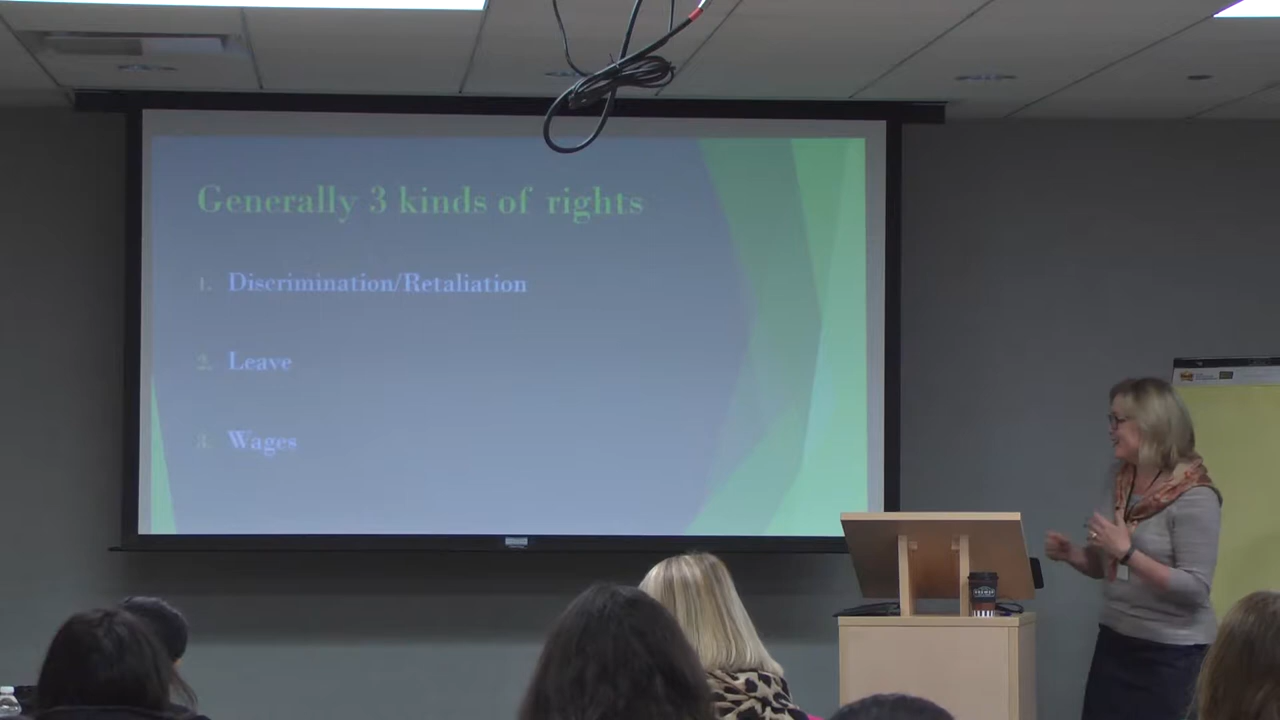 Generally 3 kinds of rights
1. Discrimination/Retaliation
2. Leave
3. Wages